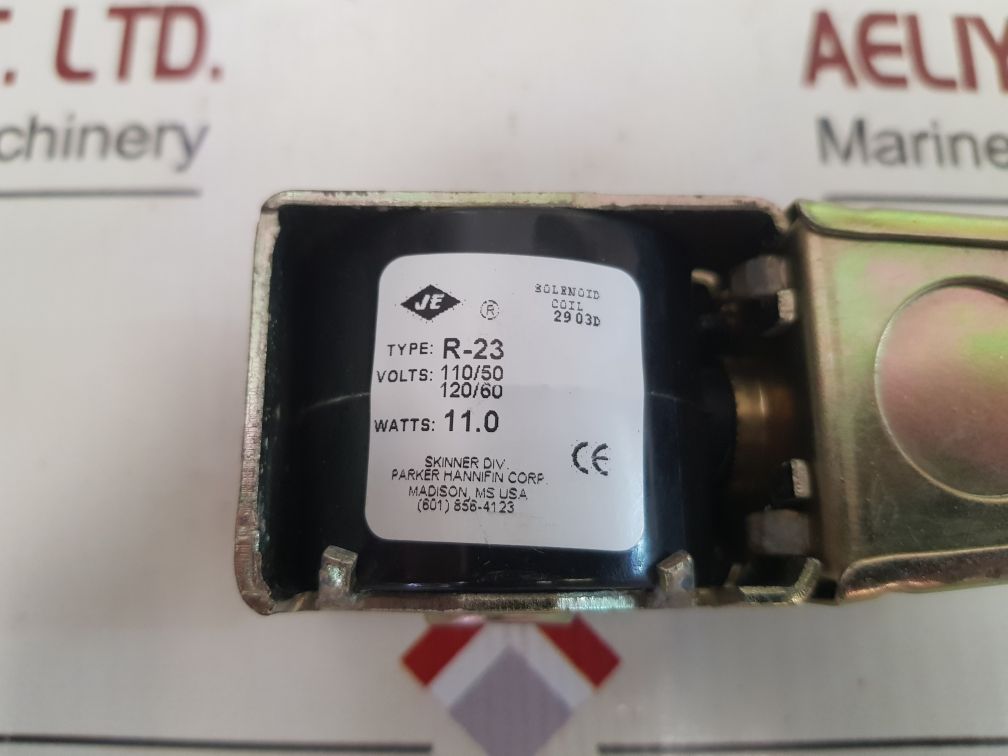 T. LTD.
chinery
AELIY
Marine
JE
®
SOLENOID
COIL
2903D
TYPE: R-23
VOLTS: 110/50
120/60
WATTS: 11.0
CE
SKINNER DIV.
PARKER HANNIFIN CORP.
MADISON, MS USA
(601) 856-4123